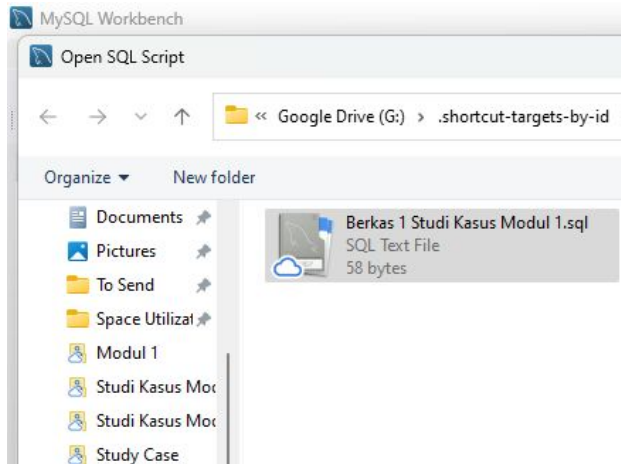 MySQL Workbench
Open SQL Script
« Google Drive (G:) › .shortcut-targets-by-id
Organize New folder
Documents
Pictures
To Send
Space Utilizat
Modul 1
Studi Kasus Moc
Studi Kasus Moc
Study Case
Berkas 1 Studi Kasus Modul 1.sql
SQL Text File
58 bytes